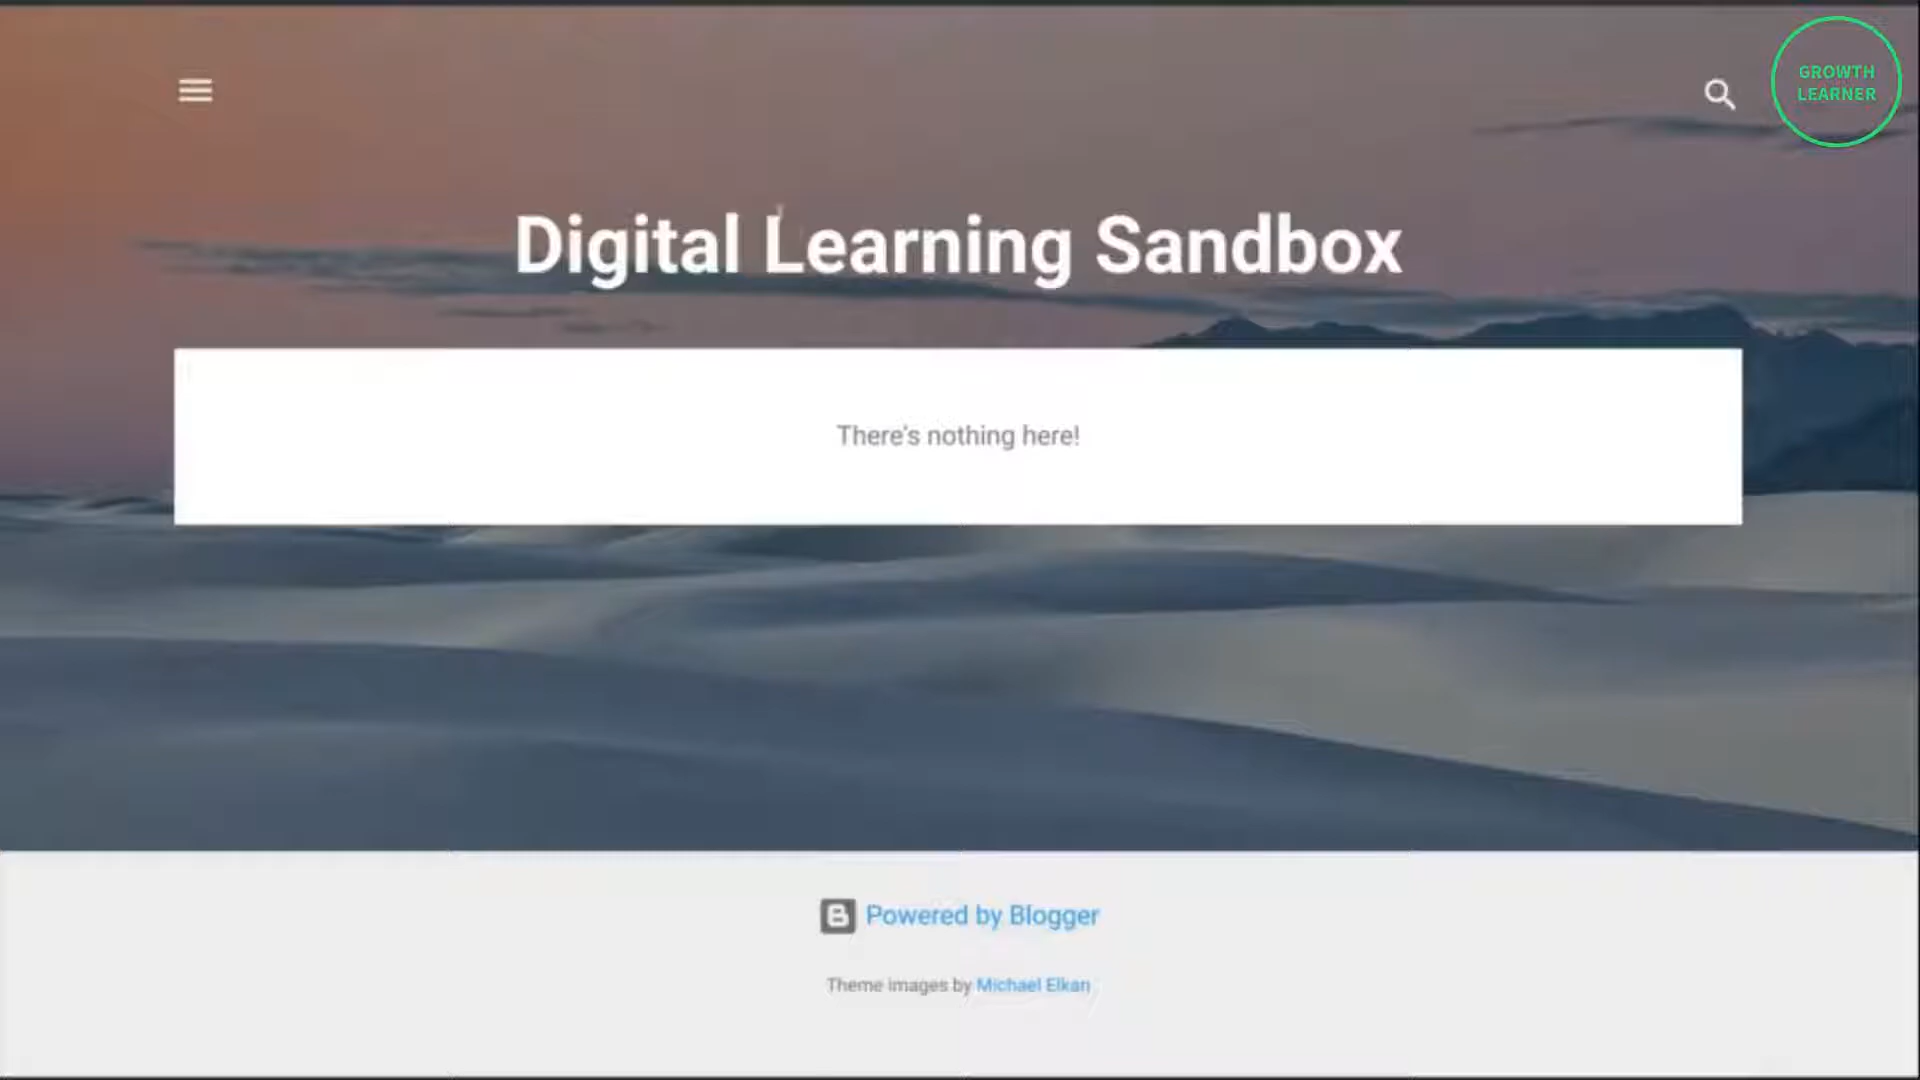 GROWTH
LEARNER
Digital Learning Sandbox
There's nothing here!
Powered by Blogger
Theme images by Michael Elkan